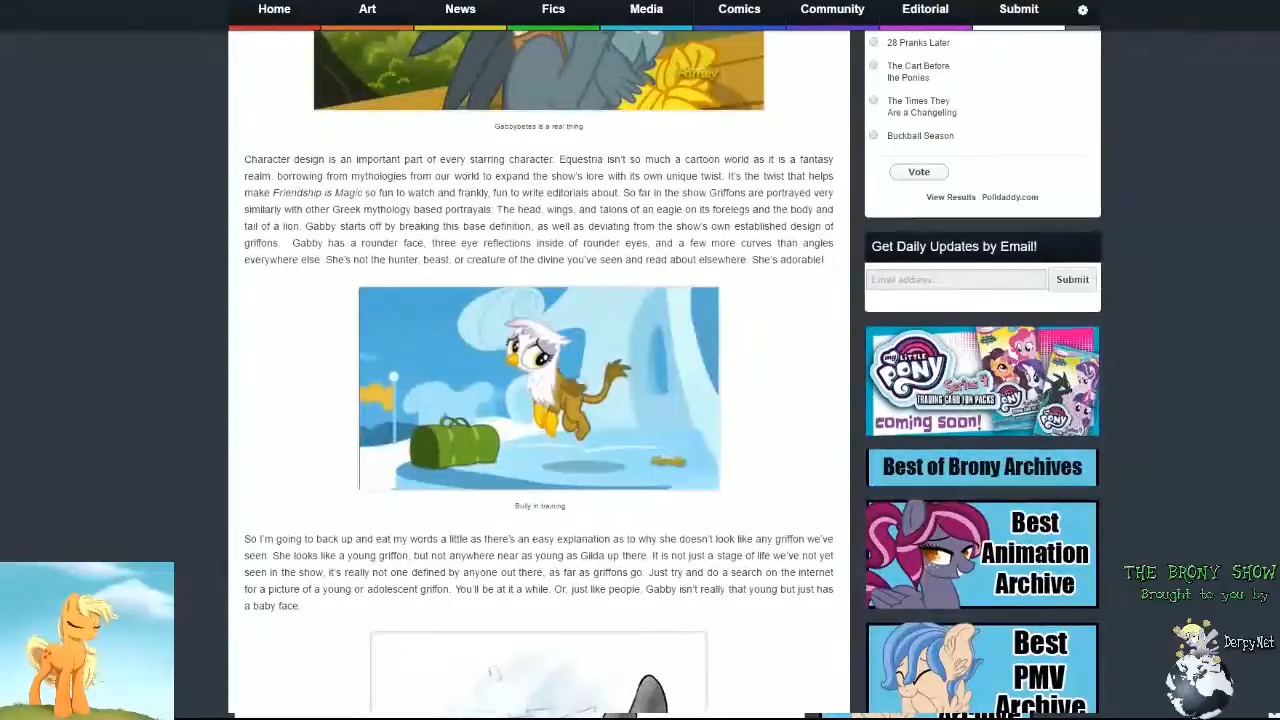 Home Art News Fics Media Comics Community Editorial Submit
Family
Gabbybetes is a real thing
Character design is an important part of every starring character. Equestria isn't so much a cartoon world as it is a fantasy
realm, borrowing from mythologies from our world to expand the show's lore with its own unique twist. It's the twist that helps
make Friendship is Magic so fun to watch and frankly, fun to write editorials about. So far in the show Griffons are portrayed very
similarly with other Greek mythology based portrayals: The head, wings, and talons of an eagle on its forelegs and the body and
tail of a lion. Gabby starts off by breaking this base definition, as well as deviating from the show's own established design of
griffons. Gabby has a rounder face, three eye reflections inside of rounder eyes, and a few more curves than angles
everywhere else. She's not the hunter, beast, or creature of the divine you've seen and read about elsewhere. She's adorable!
Family
Bully in training
So I'm going to back up and eat my words a little as there's an easy explanation as to why she doesn't look like any griffon we've
seen. She looks like a young griffon, but not anywhere near as young as Gilda up there. It is not just a stage of life we've not yet
seen in the show, it's really not one defined by anyone out there, as far as griffons go. Just try and do a search on the internet
for a picture of a young or adolescent griffon. You'll be at it a while. Or, just like people, Gabby isn't really that young but just has
a baby face.
28 Pranks Later
The Cart Before
the Ponies
The Times They
Are a Changeling
Buckball Season
Vote
View Results Polldaddy.com
Get Daily Updates by Email!
Email address... Submit
My Little
PONY
Series 4
TRADING CARD FUN PACKS
coming soon!
Best of Brony Archives
Best
Animation
Archive
Best
PMV
Archive
THE BRONY SHOW
Brought to you by
DerpyNet